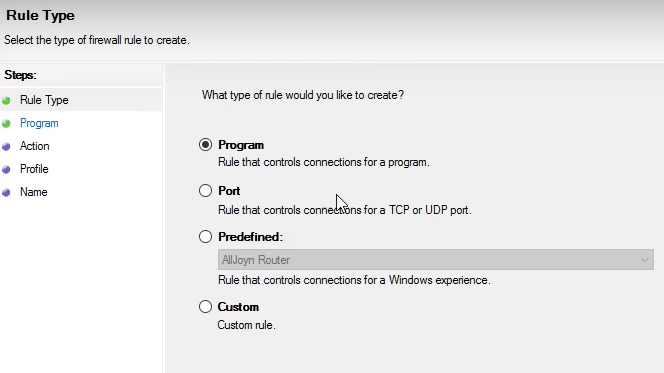 Rule Type
Select the type of firewall rule to create.
Steps:
Rule Type
Program
Action
Profile
Name
What type of rule would you like to create?
Program
Rule that controls connections for a program.
Port
Rule that controls connections for a TCP or UDP port.
Predefined:
AllJoyn Router
Rule that controls connections for a Windows experience.
Custom
Custom rule.